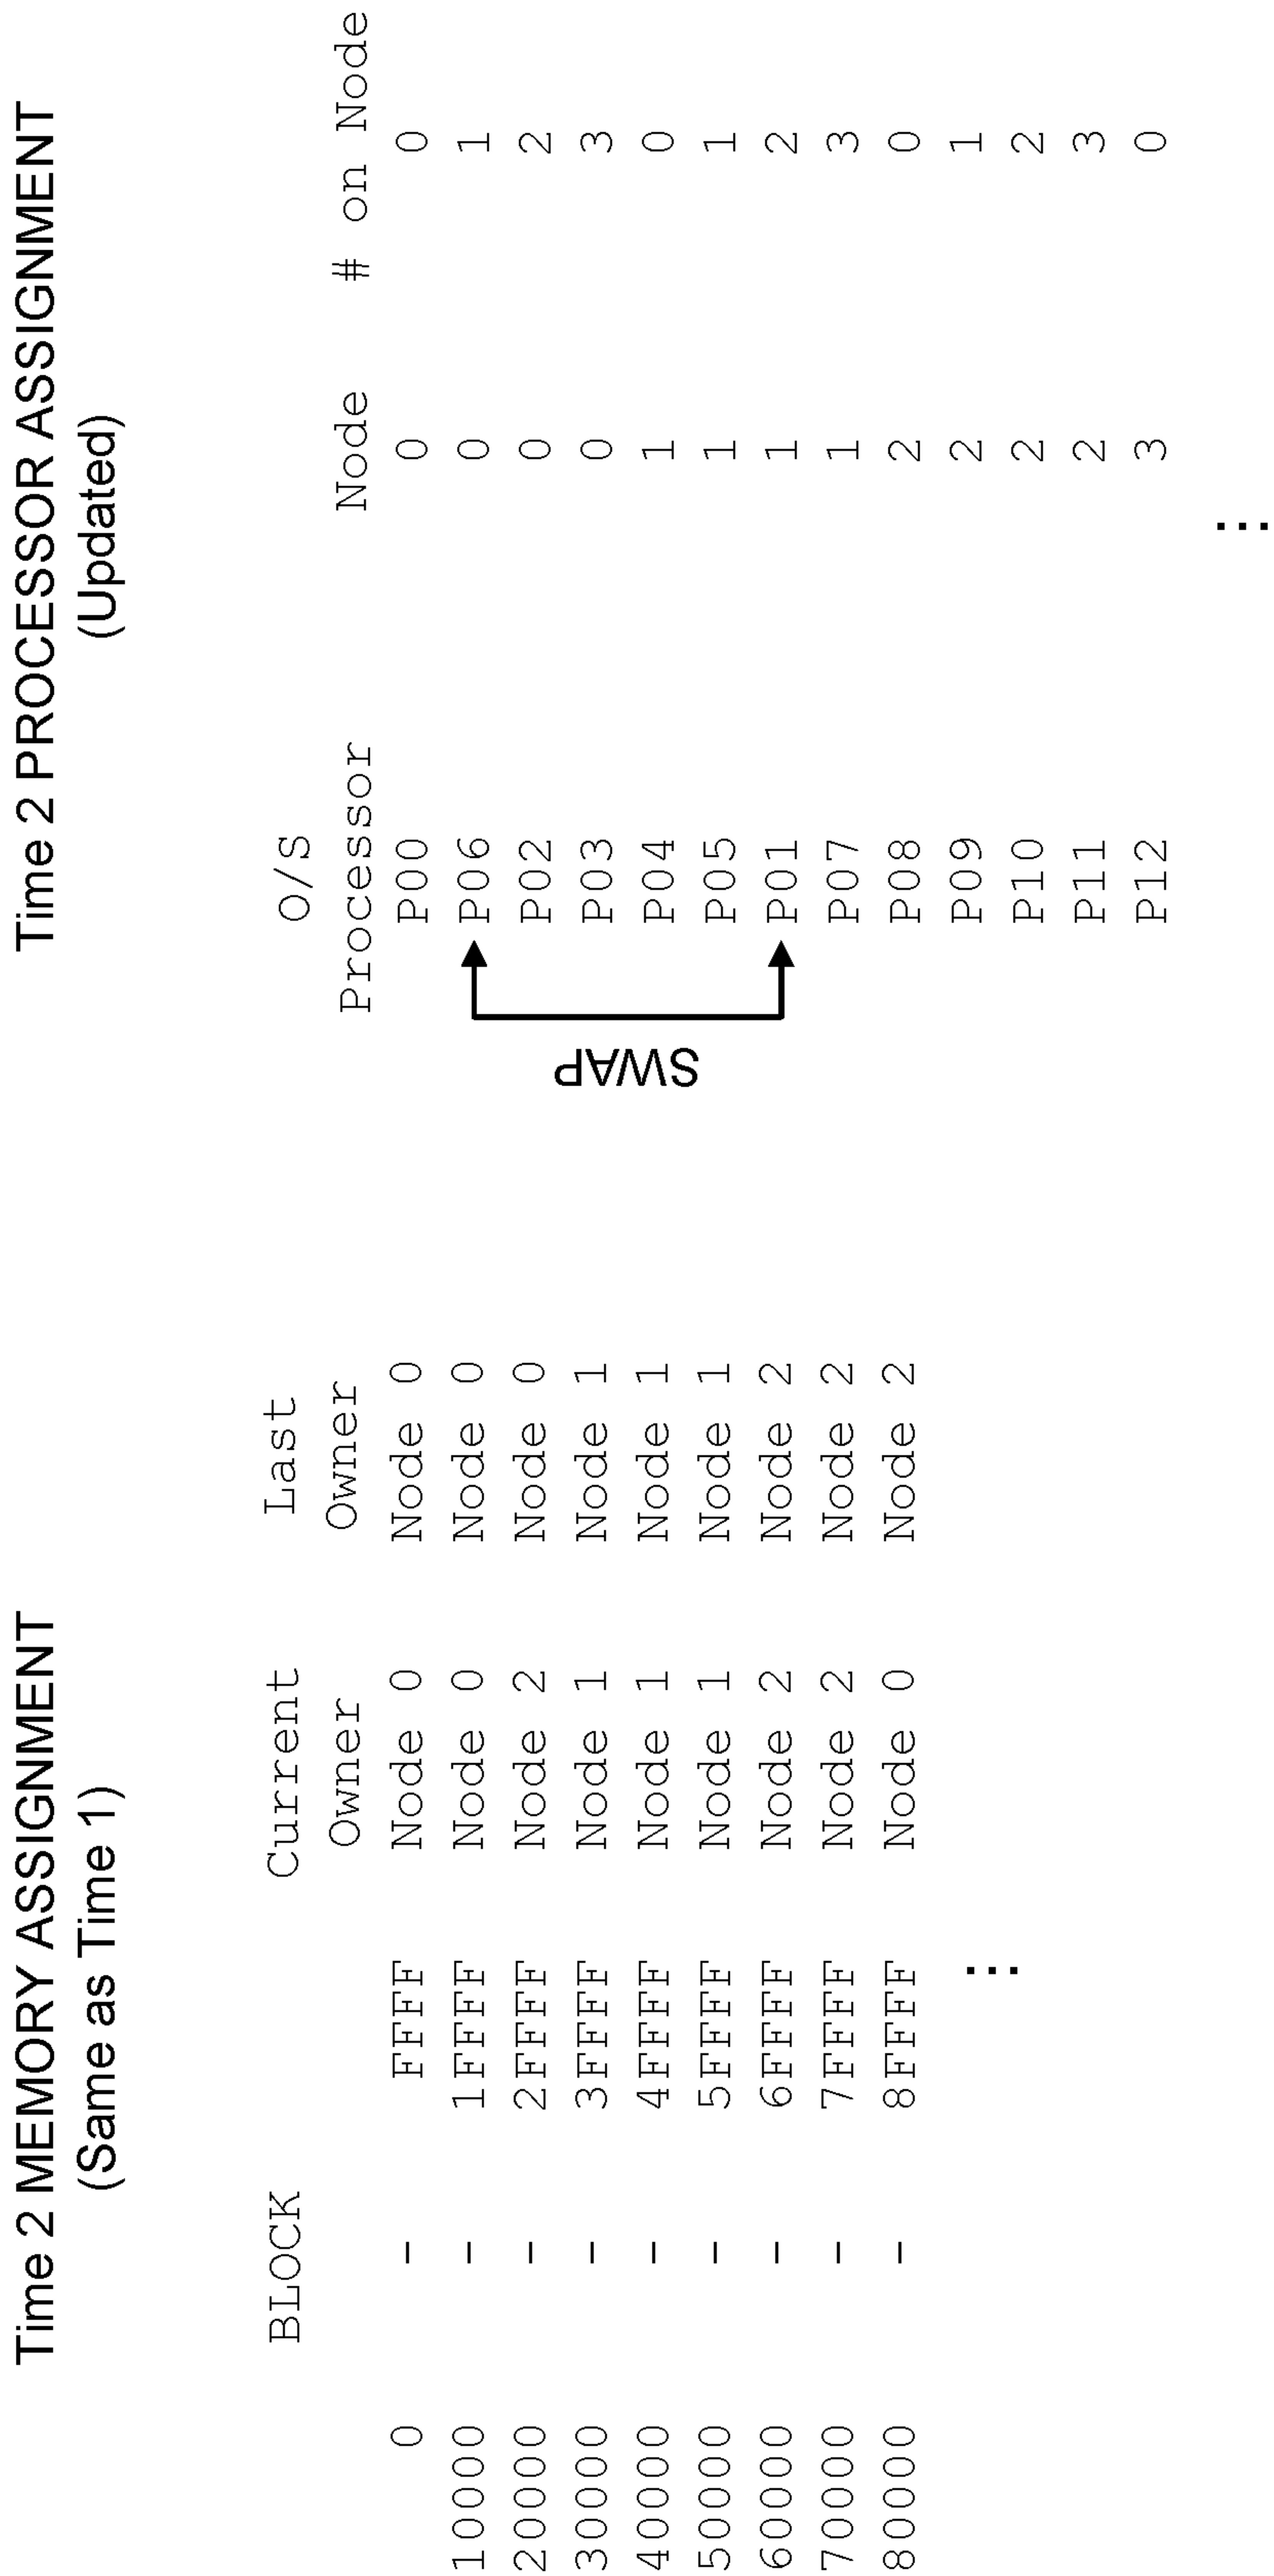 Time 2 MEMORY ASSIGNMENT
(Same as Time 1)
BLOCK Current Last
Owner Owner
0 - FFFF Node 0 Node 0
10000 - 1FFFF Node 0 Node 0
20000 - 2FFFF Node 2 Node 0
30000 - 3FFFF Node 1 Node 1
40000 - 4FFFF Node 1 Node 1
50000 - 5FFFF Node 1 Node 1
60000 - 6FFFF Node 2 Node 2
70000 - 7FFFF Node 2 Node 2
80000 - 8FFFF Node 0 Node 2
...
Time 2 PROCESSOR ASSIGNMENT
(Updated)
O/S
Processor Node # on Node
P00 0 0
P06 0 1
P02 0 2
P03 0 3
P04 1 0
P05 1 1
P01 1 2
P07 1 3
P08 2 0
P09 2 1
P10 2 2
P11 2 3
P12 3 0
...
SWAP